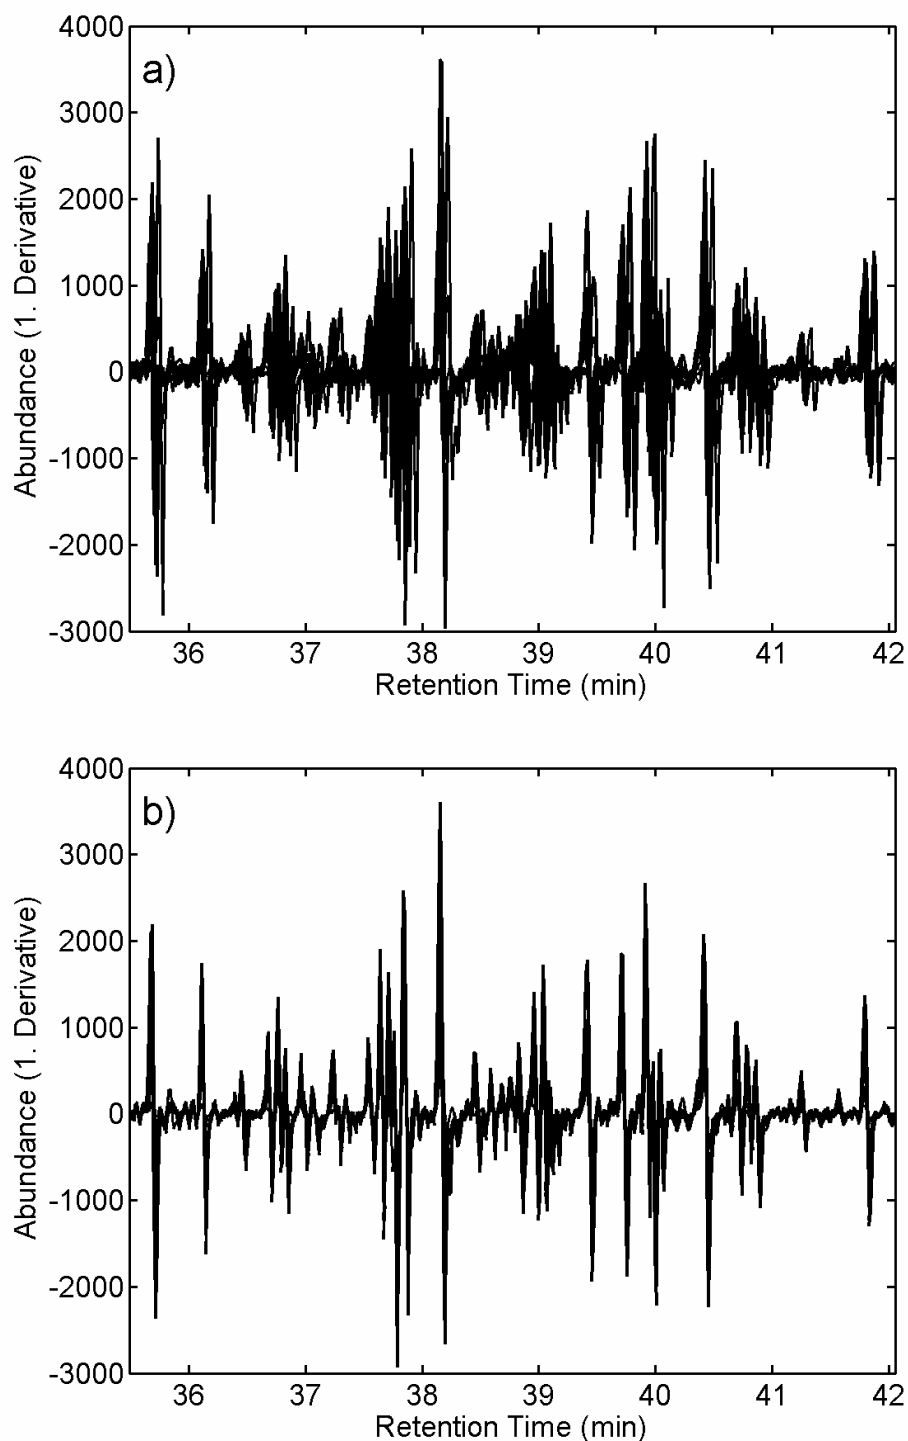 a)
Abundance (1. Derivative)
4000
3000
2000
1000
0
-1000
-2000
-3000
36 37 38 39 40 41 42
Retention Time (min)
b)
Abundance (1. Derivative)
4000
3000
2000
1000
0
-1000
-2000
-3000
36 37 38 39 40 41 42
Retention Time (min)